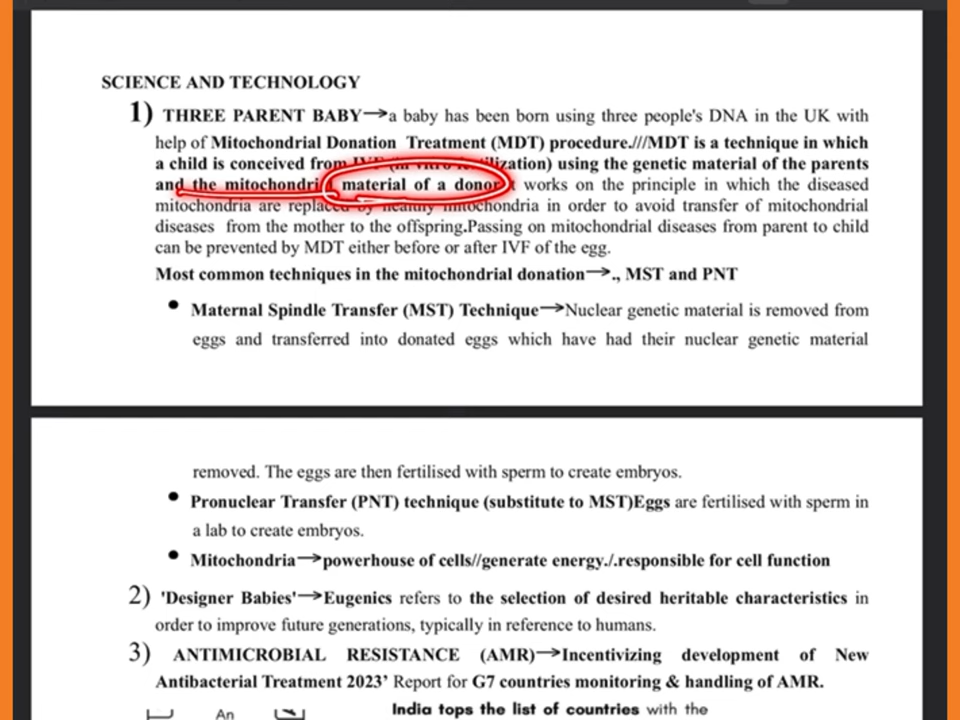 SCIENCE AND TECHNOLOGY
1) THREE PARENT BABY→a baby has been born using three people's DNA in the UK with
help of Mitochondrial Donation Treatment (MDT) procedure.///MDT is a technique in which
a child is conceived from IVF (in vitro fertilization) using the genetic material of the parents
and the mitochondrial material of a donor works on the principle in which the diseased
mitochondria are replaced by healthy mitochondria in order to avoid transfer of mitochondrial
diseases from the mother to the offspring.Passing on mitochondrial diseases from parent to child
can be prevented by MDT either before or after IVF of the egg.
Most common techniques in the mitochondrial donation→., MST and PNT
• Maternal Spindle Transfer (MST) Technique→Nuclear genetic material is removed from
eggs and transferred into donated eggs which have had their nuclear genetic material
removed. The eggs are then fertilised with sperm to create embryos.
• Pronuclear Transfer (PNT) technique (substitute to MST)Eggs are fertilised with sperm in
a lab to create embryos.
• Mitochondria→powerhouse of cells//generate energy./.responsible for cell function
2) 'Designer Babies'→Eugenics refers to the selection of desired heritable characteristics in
order to improve future generations, typically in reference to humans.
3) ANTIMICROBIAL RESISTANCE (AMR)→Incentivizing development of New
Antibacterial Treatment 2023’ Report for G7 countries monitoring & handling of AMR.
An
India tops the list of countries with the